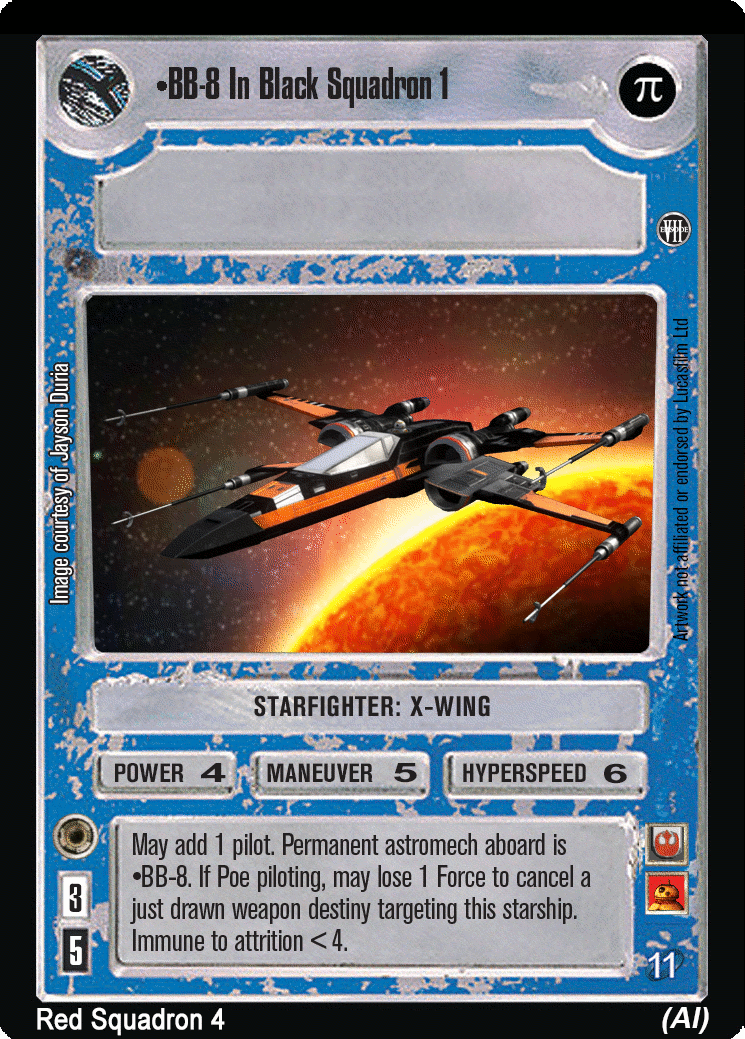 •BB-8 In Black Squadron 1
π
EPISODE
VII
Image courtesy of Jayson Duria
Artwork not affiliated or endorsed by Lucasfilm Ltd
STARFIGHTER: X-WING
POWER 4
MANEUVER 5
HYPERSPEED 6
May add 1 pilot. Permanent astromech aboard is
•BB-8. If Poe piloting, may lose 1 Force to cancel a
just drawn weapon destiny targeting this starship.
Immune to attrition < 4.
3
5
11
Red Squadron 4
(AI)